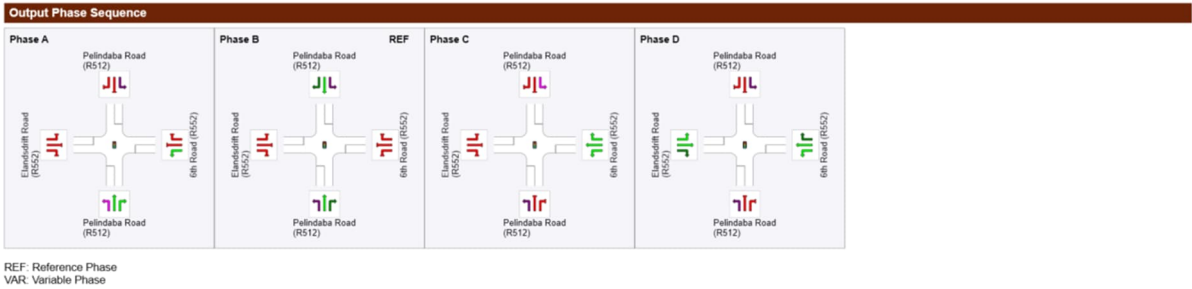 Output Phase Sequence
Phase A
Pelindaba Road
(R512)
Elandsdrift Road
(R552)
6th Road (R552)
Pelindaba Road
(R512)
Phase B
REF
Pelindaba Road
(R512)
Elandsdrift Road
(R552)
6th Road (R552)
Pelindaba Road
(R512)
Phase C
Pelindaba Road
(R512)
Elandsdrift Road
(R552)
6th Road (R552)
Pelindaba Road
(R512)
Phase D
Pelindaba Road
(R512)
Elandsdrift Road
(R552)
6th Road (R552)
Pelindaba Road
(R512)
REF: Reference Phase
VAR: Variable Phase